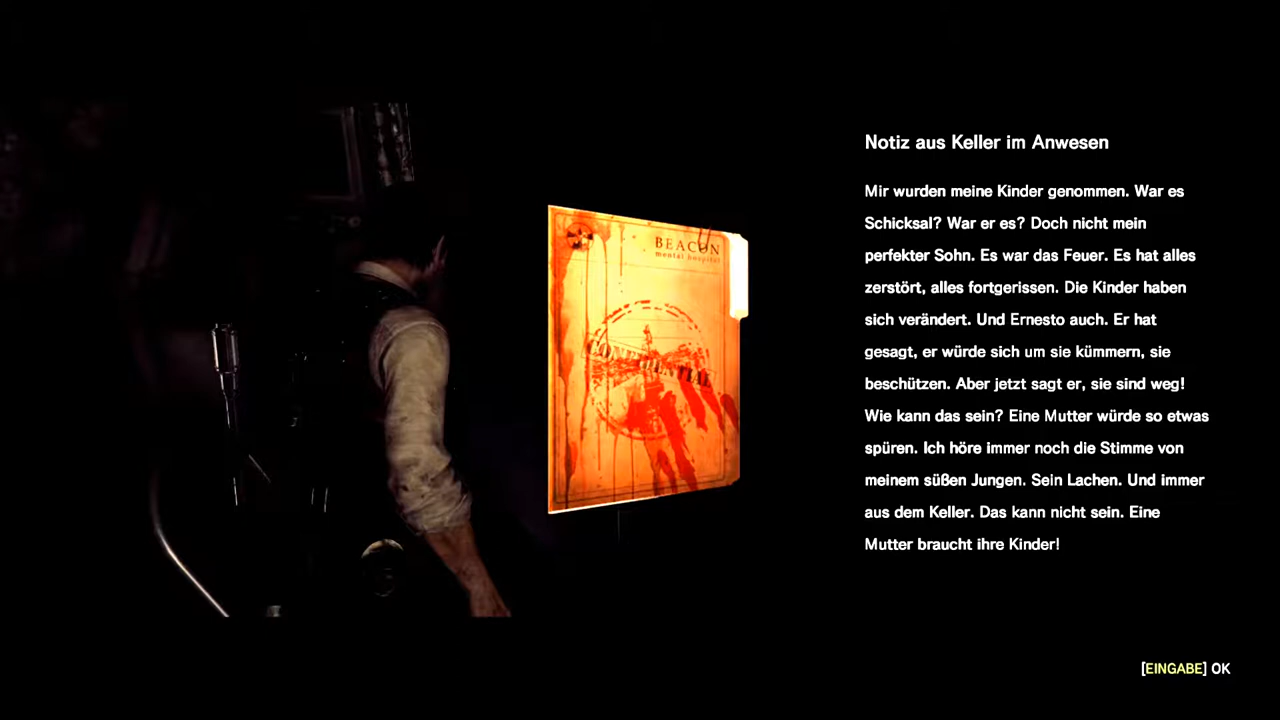 BEACON
mental hospital
CONFIDENTIAL
Notiz aus Keller im Anwesen
Mir wurden meine Kinder genommen. War es
Schicksal? War er es? Doch nicht mein
perfekter Sohn. Es war das Feuer. Es hat alles
zerstört, alles fortgerissen. Die Kinder haben
sich verändert. Und Ernesto auch. Er hat
gesagt, er würde sich um sie kümmern, sie
beschützen. Aber jetzt sagt er, sie sind weg!
Wie kann das sein? Eine Mutter würde so etwas
spüren. Ich höre immer noch die Stimme von
meinem süßen Jungen. Sein Lachen. Und immer
aus dem Keller. Das kann nicht sein. Eine
Mutter braucht ihre Kinder!
[EINGABE] OK